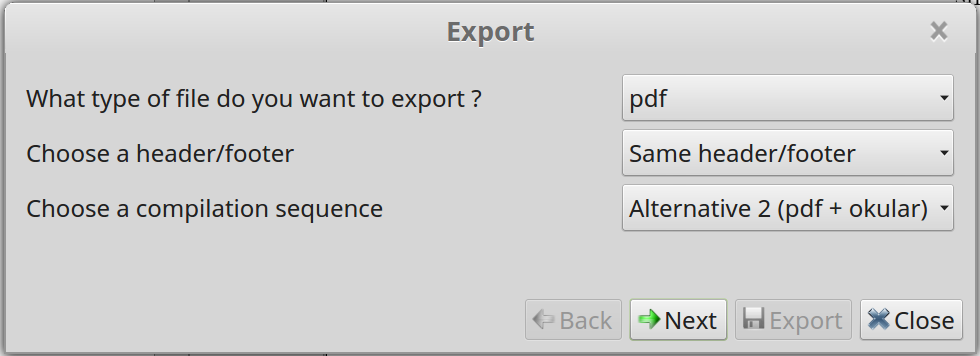 Export
What type of file do you want to export ?
pdf
Choose a header/footer
Same header/footer
Choose a compilation sequence
Alternative 2 (pdf + okular)
Back
Next
Export
Close